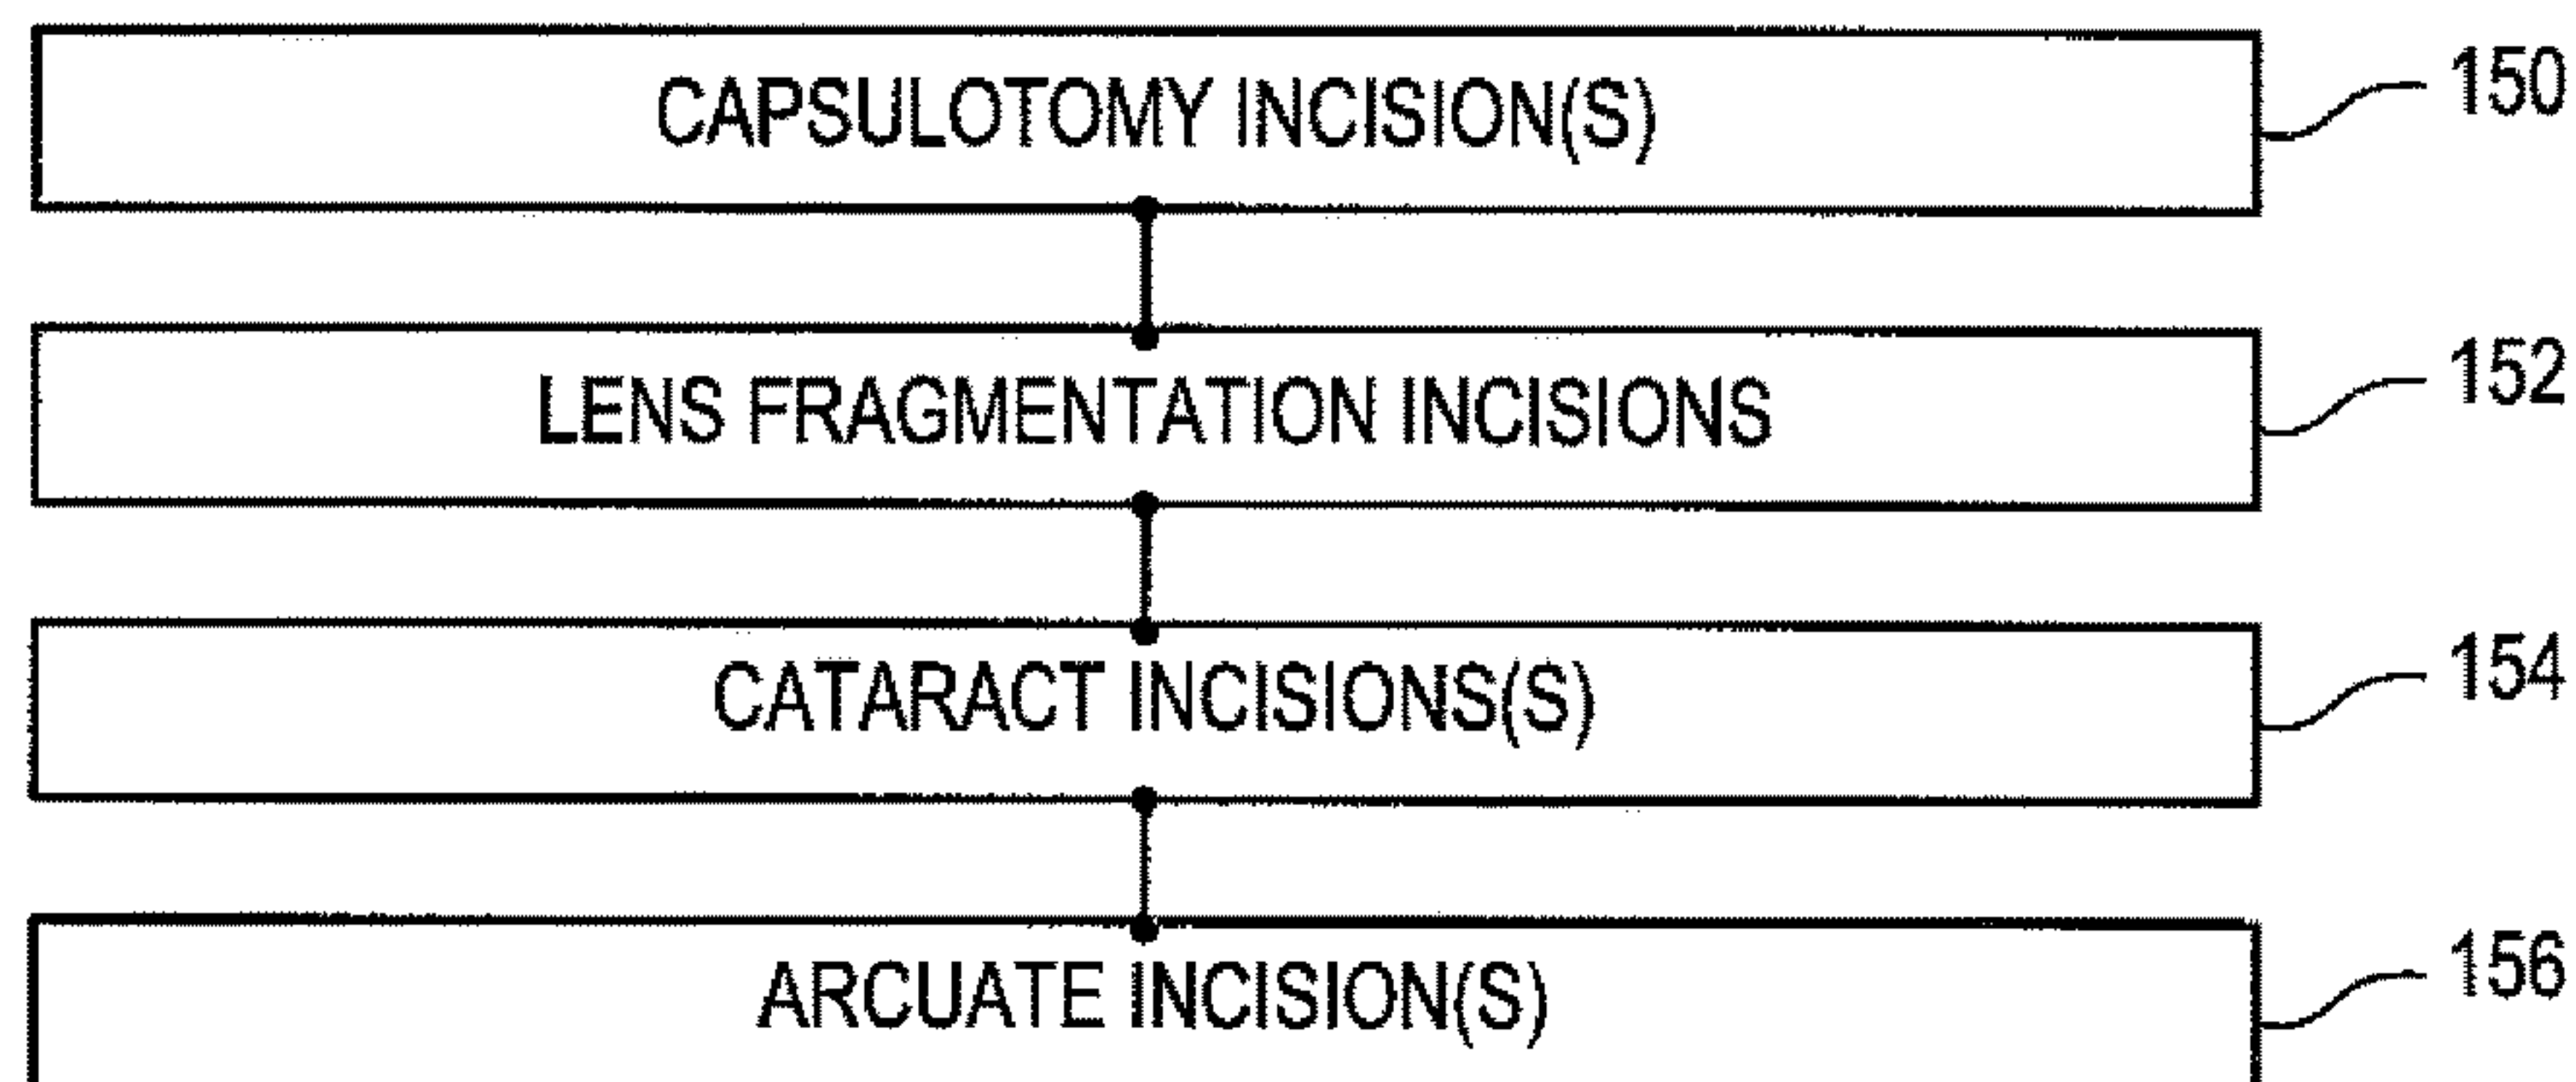 CAPSULOTOMY INCISION(S) 150
LENS FRAGMENTATION INCISIONS 152
CATARACT INCISIONS(S) 154
ARCUATE INCISION(S) 156